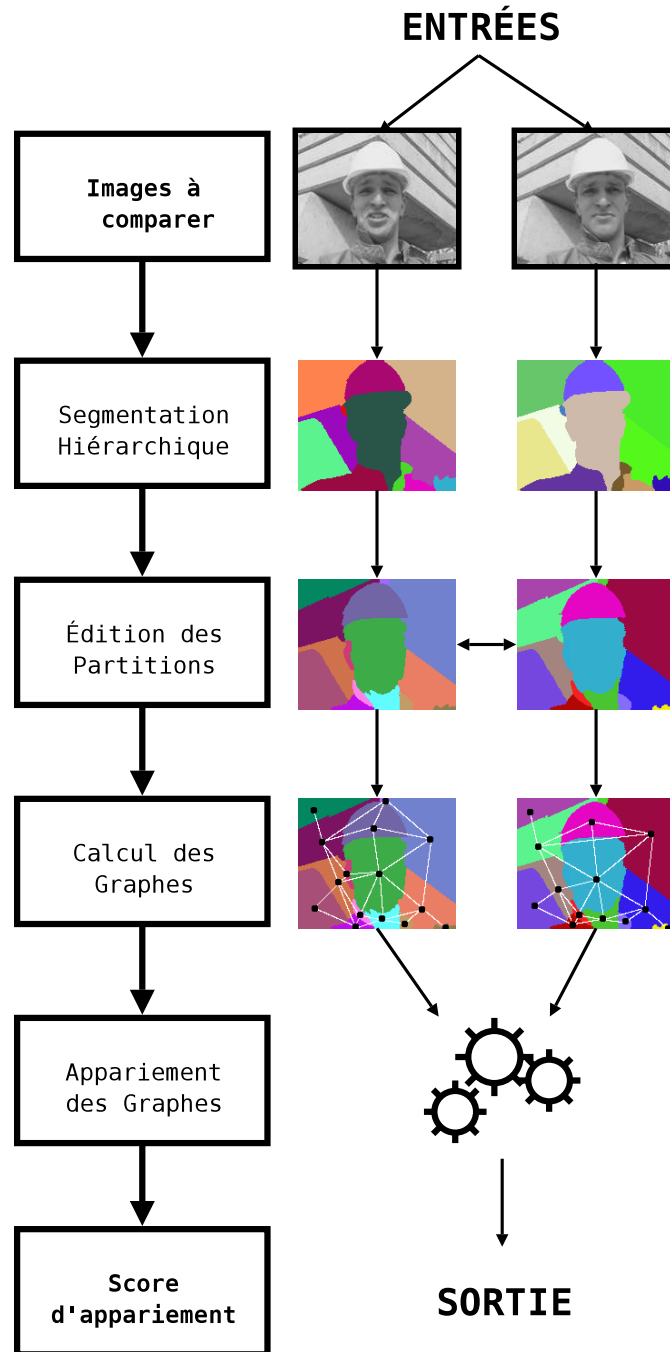 ENTRÉES
Images à
comparer
Segmentation
Hiérarchique
Édition des
Partitions
Calcul des
Graphes
Appariement
des Graphes
Score
d'appariement
SORTIE